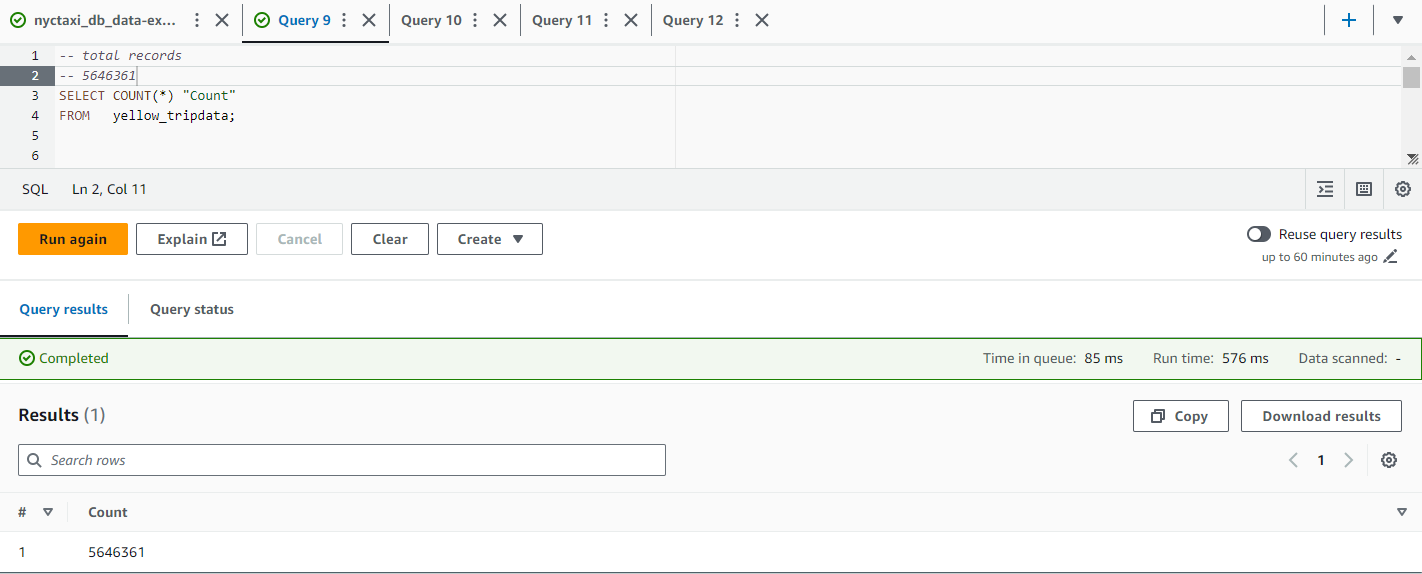 nyctaxi_db_data-ex... Query 9 Query 10 Query 11 Query 12
1 -- total records
2 -- 5646361
3 SELECT COUNT(*) "Count"
4 FROM   yellow_tripdata;
5
6
SQL Ln 2, Col 11
Run again Explain Cancel Clear Create Reuse query results
up to 60 minutes ago
Query results Query status
Completed Time in queue: 85 ms Run time: 576 ms Data scanned: -
Results (1) Copy Download results
Search rows 1
# Count
1 5646361